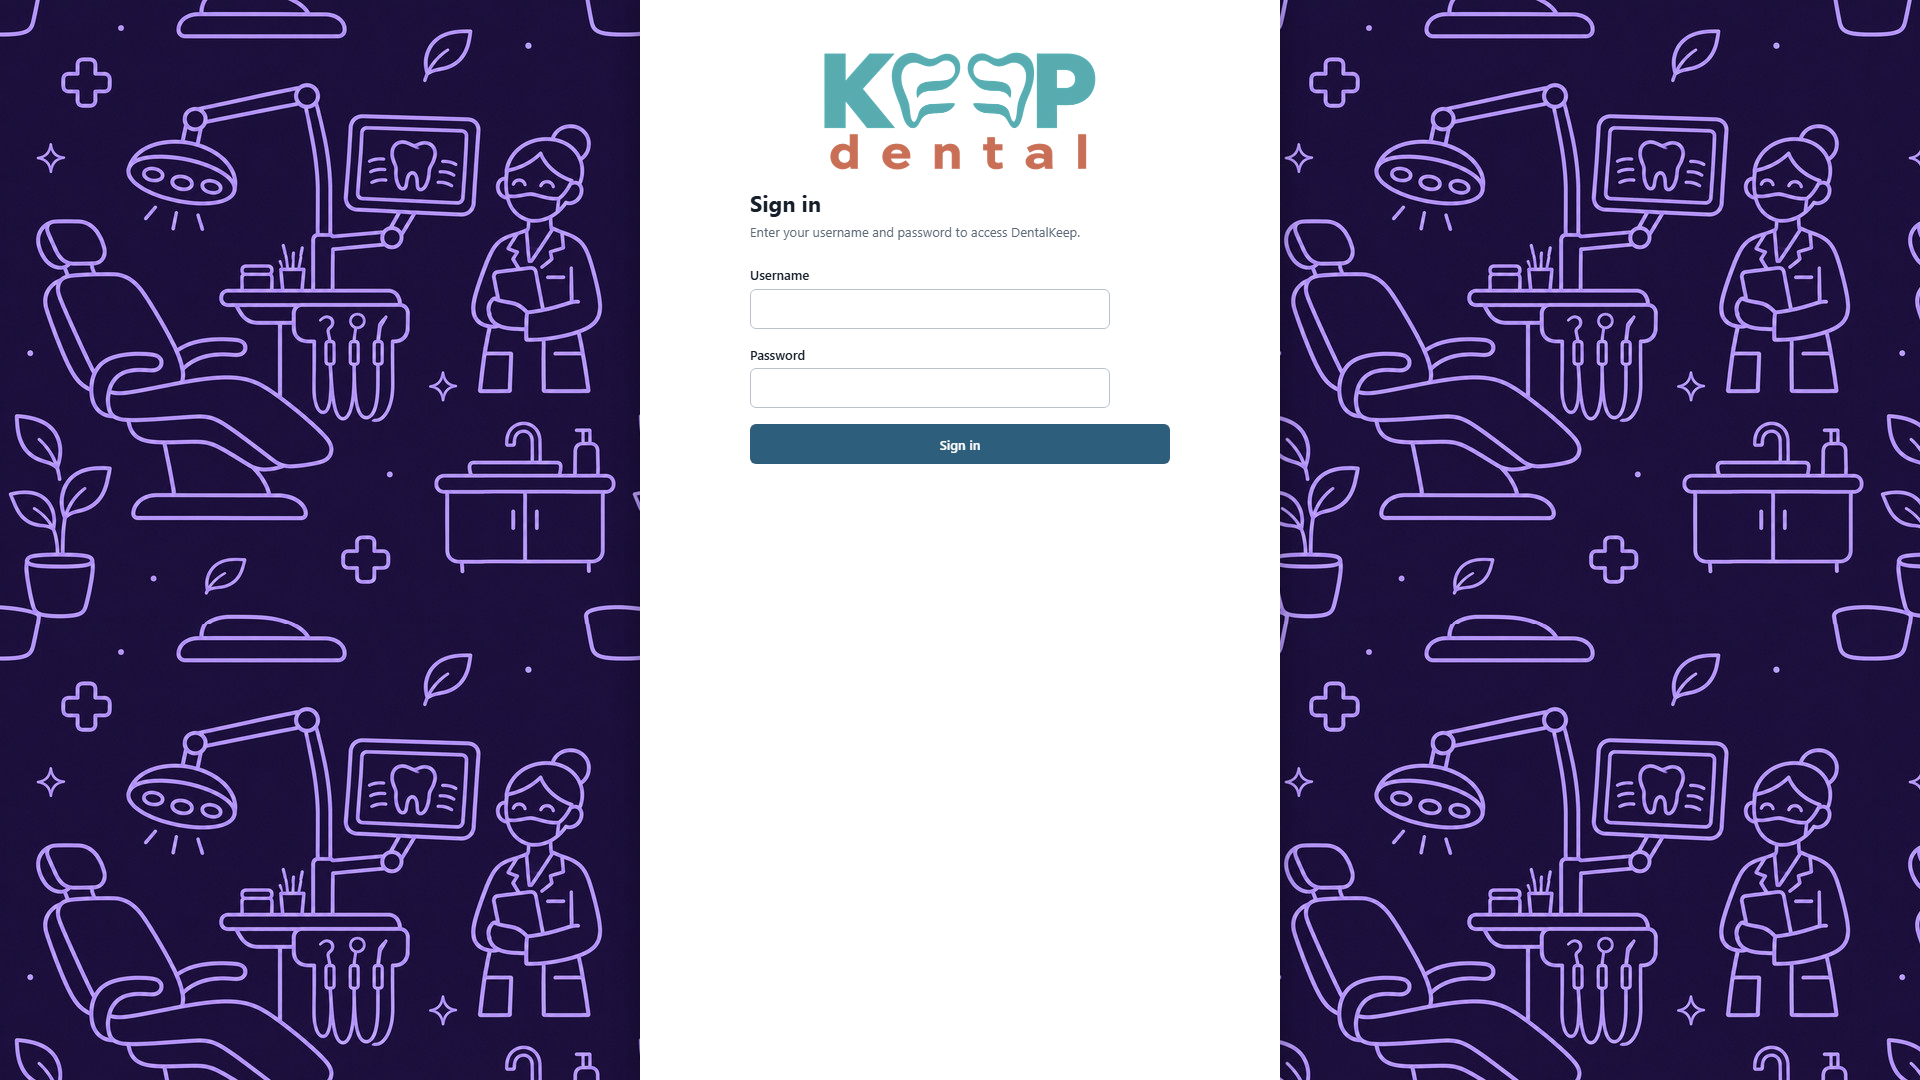 KEEP
dental
Sign in
Enter your username and password to access DentalKeep.
Username
Password
Sign in